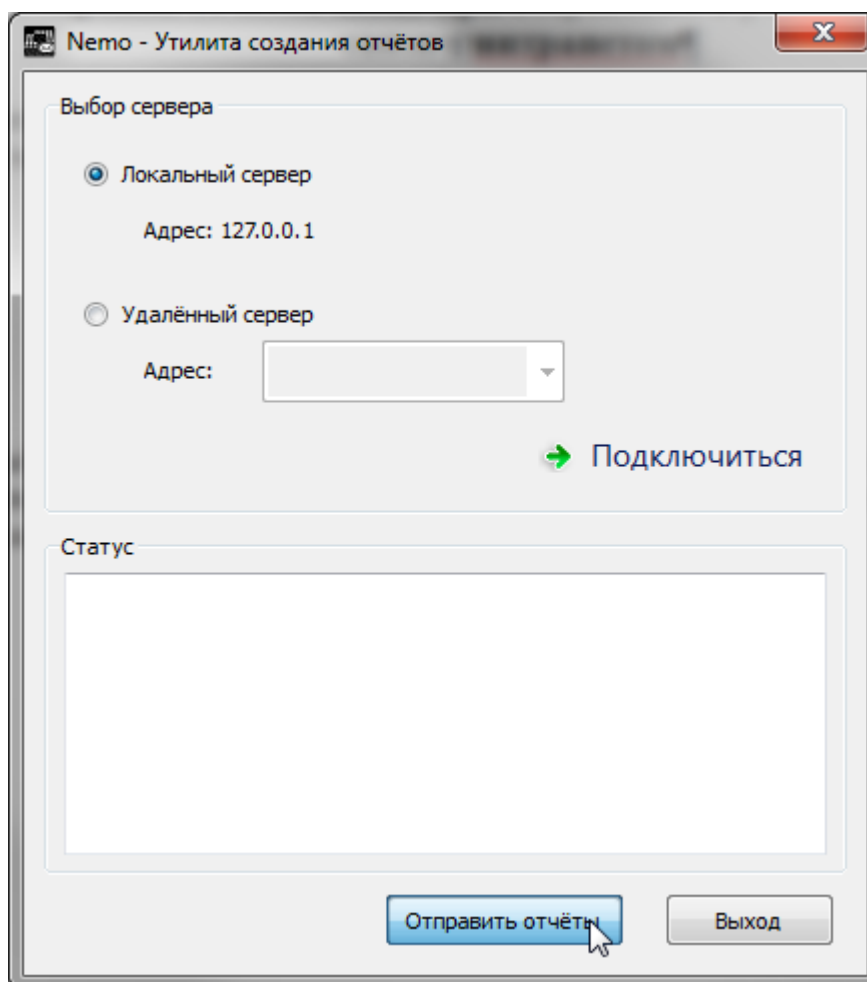 Nemo - Утилита создания отчётов
Выбор сервера
Локальный сервер
Адрес: 127.0.0.1
Удалённый сервер
Адрес:
Подключиться
Статус
Отправить отчёты
Выход